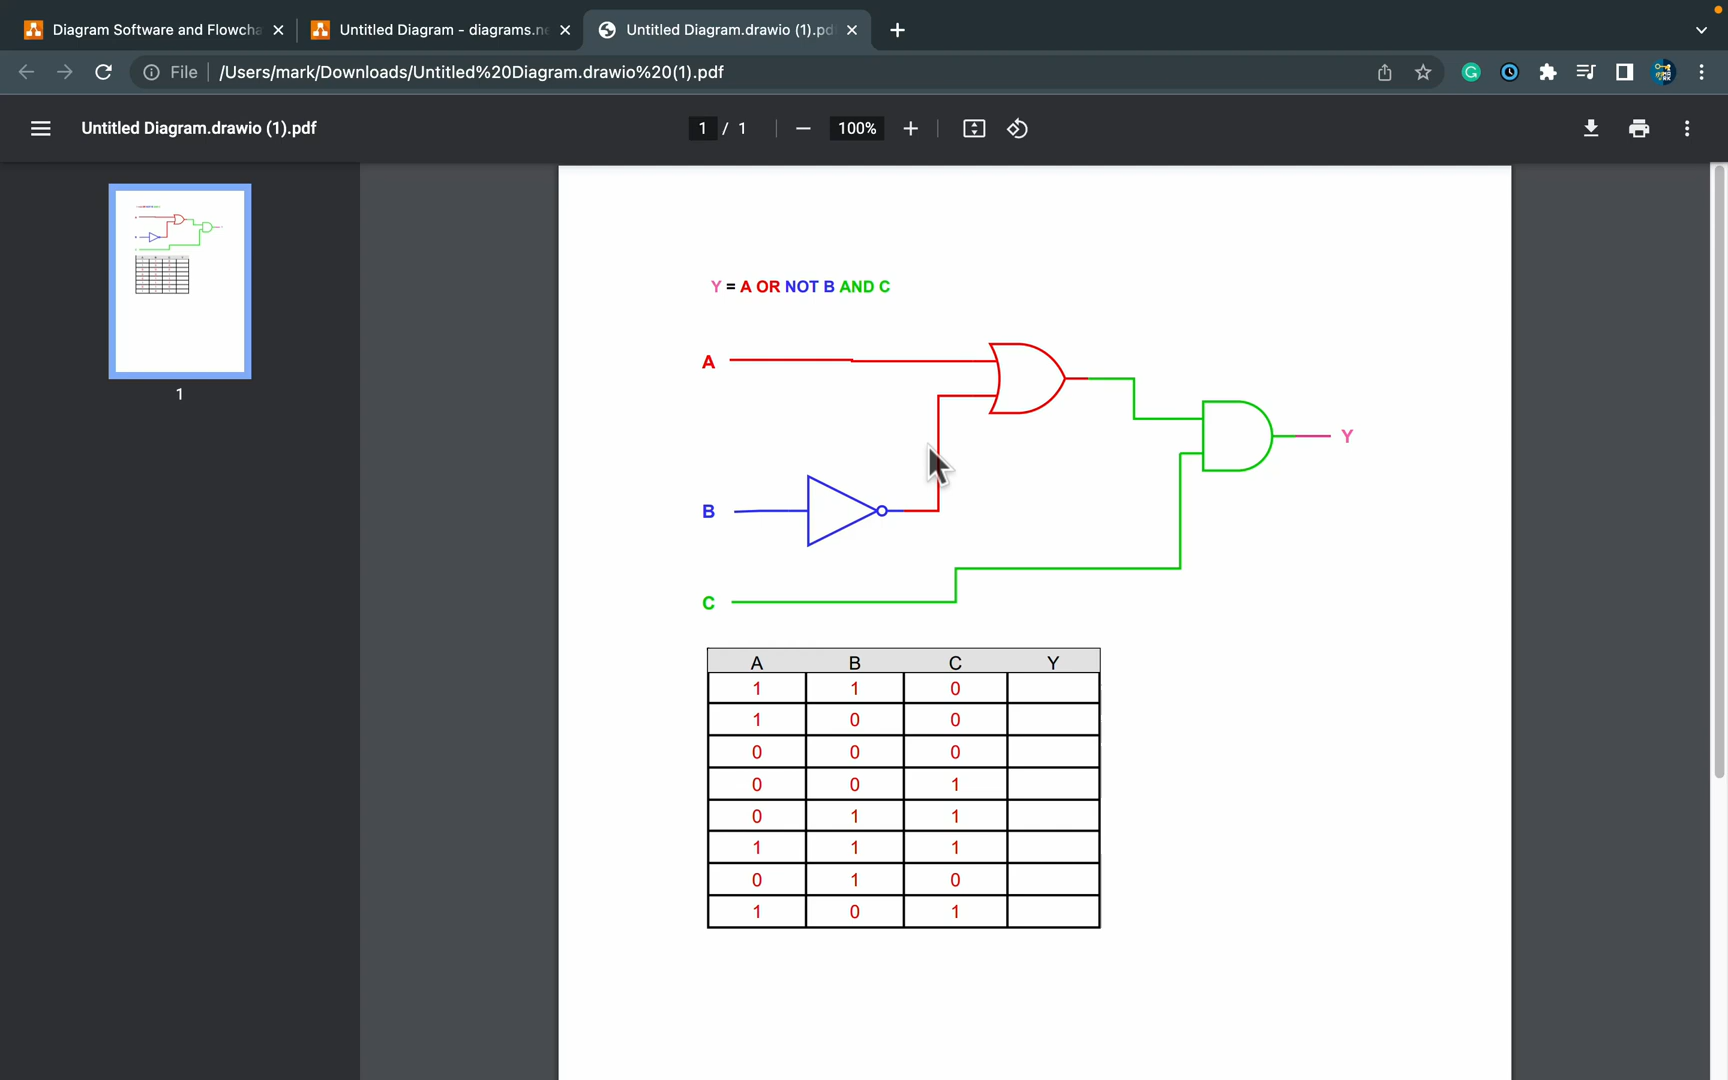 Diagram Software and Flowcha
Untitled Diagram - diagrams.ne
Untitled Diagram.drawio (1).pd
File /Users/mark/Downloads/Untitled%20Diagram.drawio%20(1).pdf
Untitled Diagram.drawio (1).pdf
1 / 1
100%
1
Y = A OR NOT B AND C
A
Y
B
C
A B C Y
1 1 0
1 0 0
0 0 0
0 0 1
0 1 1
1 1 1
0 1 0
1 0 1